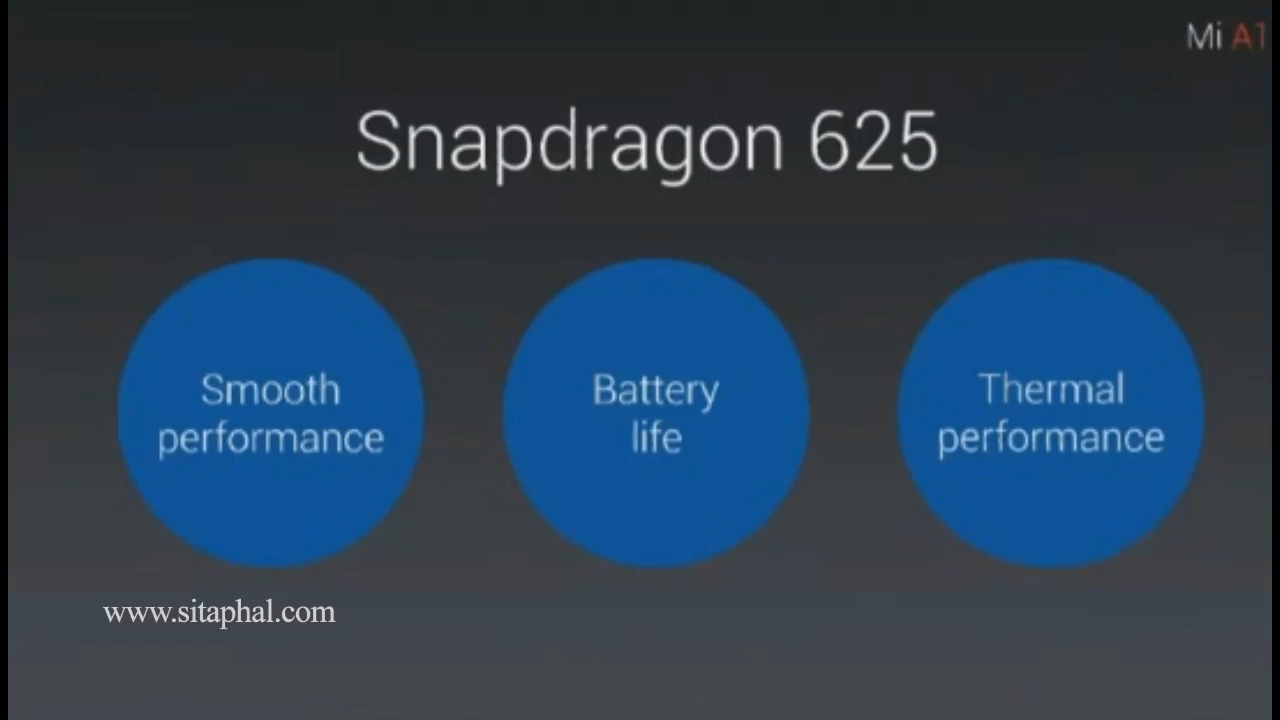 Mi A1
Snapdragon 625
Smooth
performance
Battery
life
Thermal
performance
www.sitaphal.com